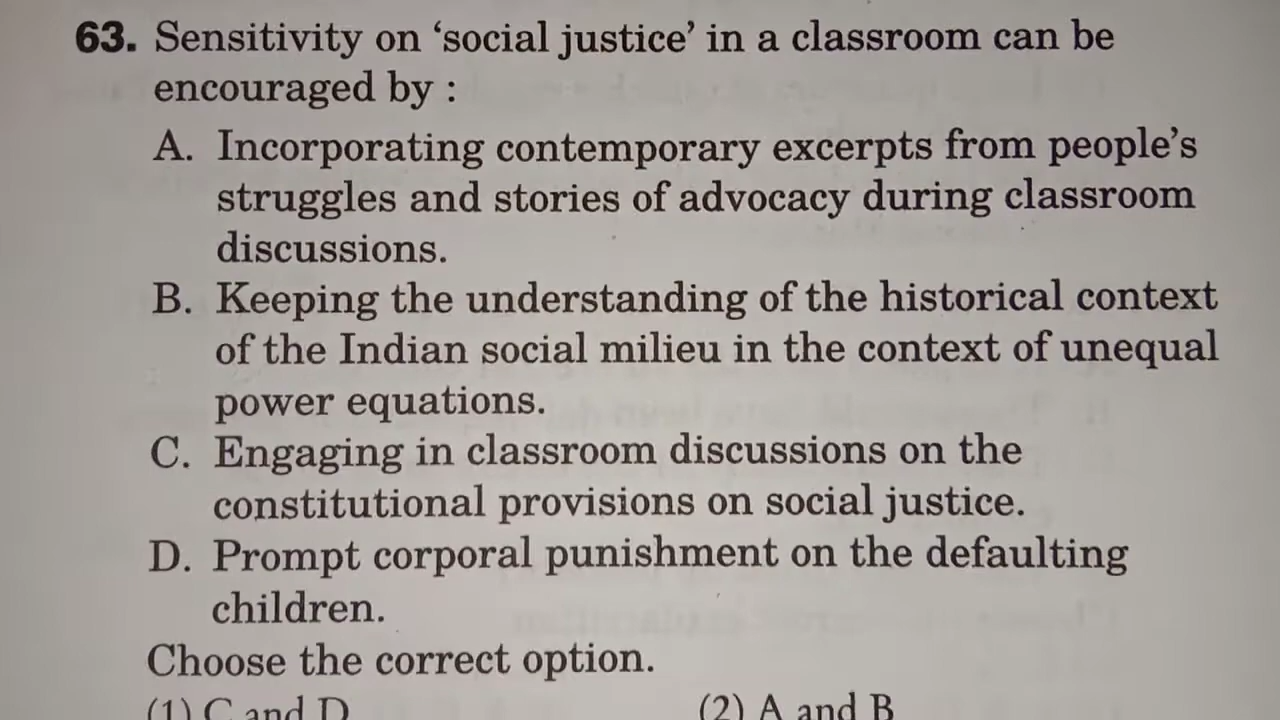 63. Sensitivity on ‘social justice’ in a classroom can be
encouraged by :
A. Incorporating contemporary excerpts from people’s
struggles and stories of advocacy during classroom
discussions.
B. Keeping the understanding of the historical context
of the Indian social milieu in the context of unequal
power equations.
C. Engaging in classroom discussions on the
constitutional provisions on social justice.
D. Prompt corporal punishment on the defaulting
children.
Choose the correct option.
(1) C and D (2) A and B